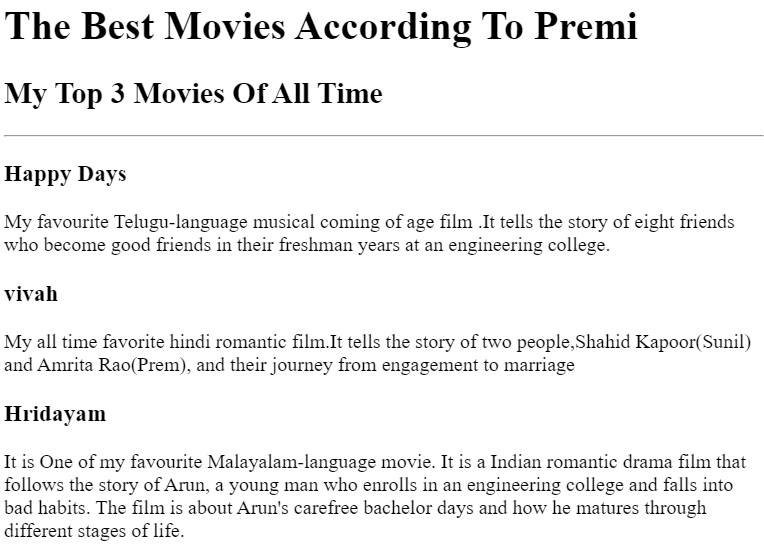 The Best Movies According To Premi
My Top 3 Movies Of All Time
Happy Days
My favourite Telugu-language musical coming of age film .It tells the story of eight friends
who become good friends in their freshman years at an engineering college.
vivah
My all time favorite hindi romantic film.It tells the story of two people,Shahid Kapoor(Sunil)
and Amrita Rao(Prem), and their journey from engagement to marriage
Hridayam
It is One of my favourite Malayalam-language movie. It is a Indian romantic drama film that
follows the story of Arun, a young man who enrolls in an engineering college and falls into
bad habits. The film is about Arun's carefree bachelor days and how he matures through
different stages of life.